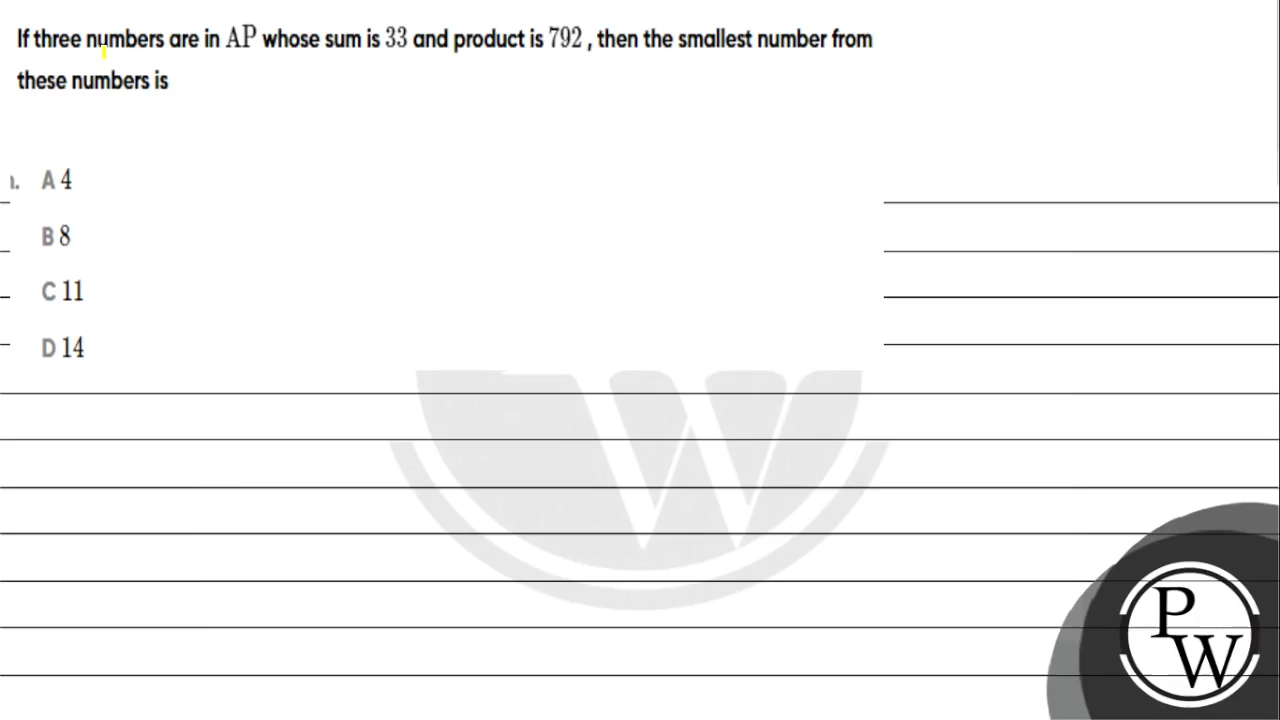 If three numbers are in AP whose sum is 33 and product is 792 , then the smallest number from
these numbers is
A 4
B 8
C 11
D 14
W
P
W